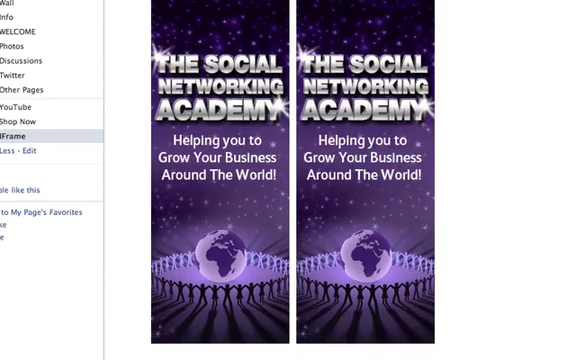 Wall
Info
WELCOME
Photos
Discussions
Twitter
Other Pages
YouTube
Shop Now
IFrame
Less - Edit
like this
to My Page's Favorites
THE SOCIAL
NETWORKING
ACADEMY
Helping you to
Grow Your Business
Around The World!
THE SOCIAL
NETWORKING
ACADEMY
Helping you to
Grow Your Business
Around The World!